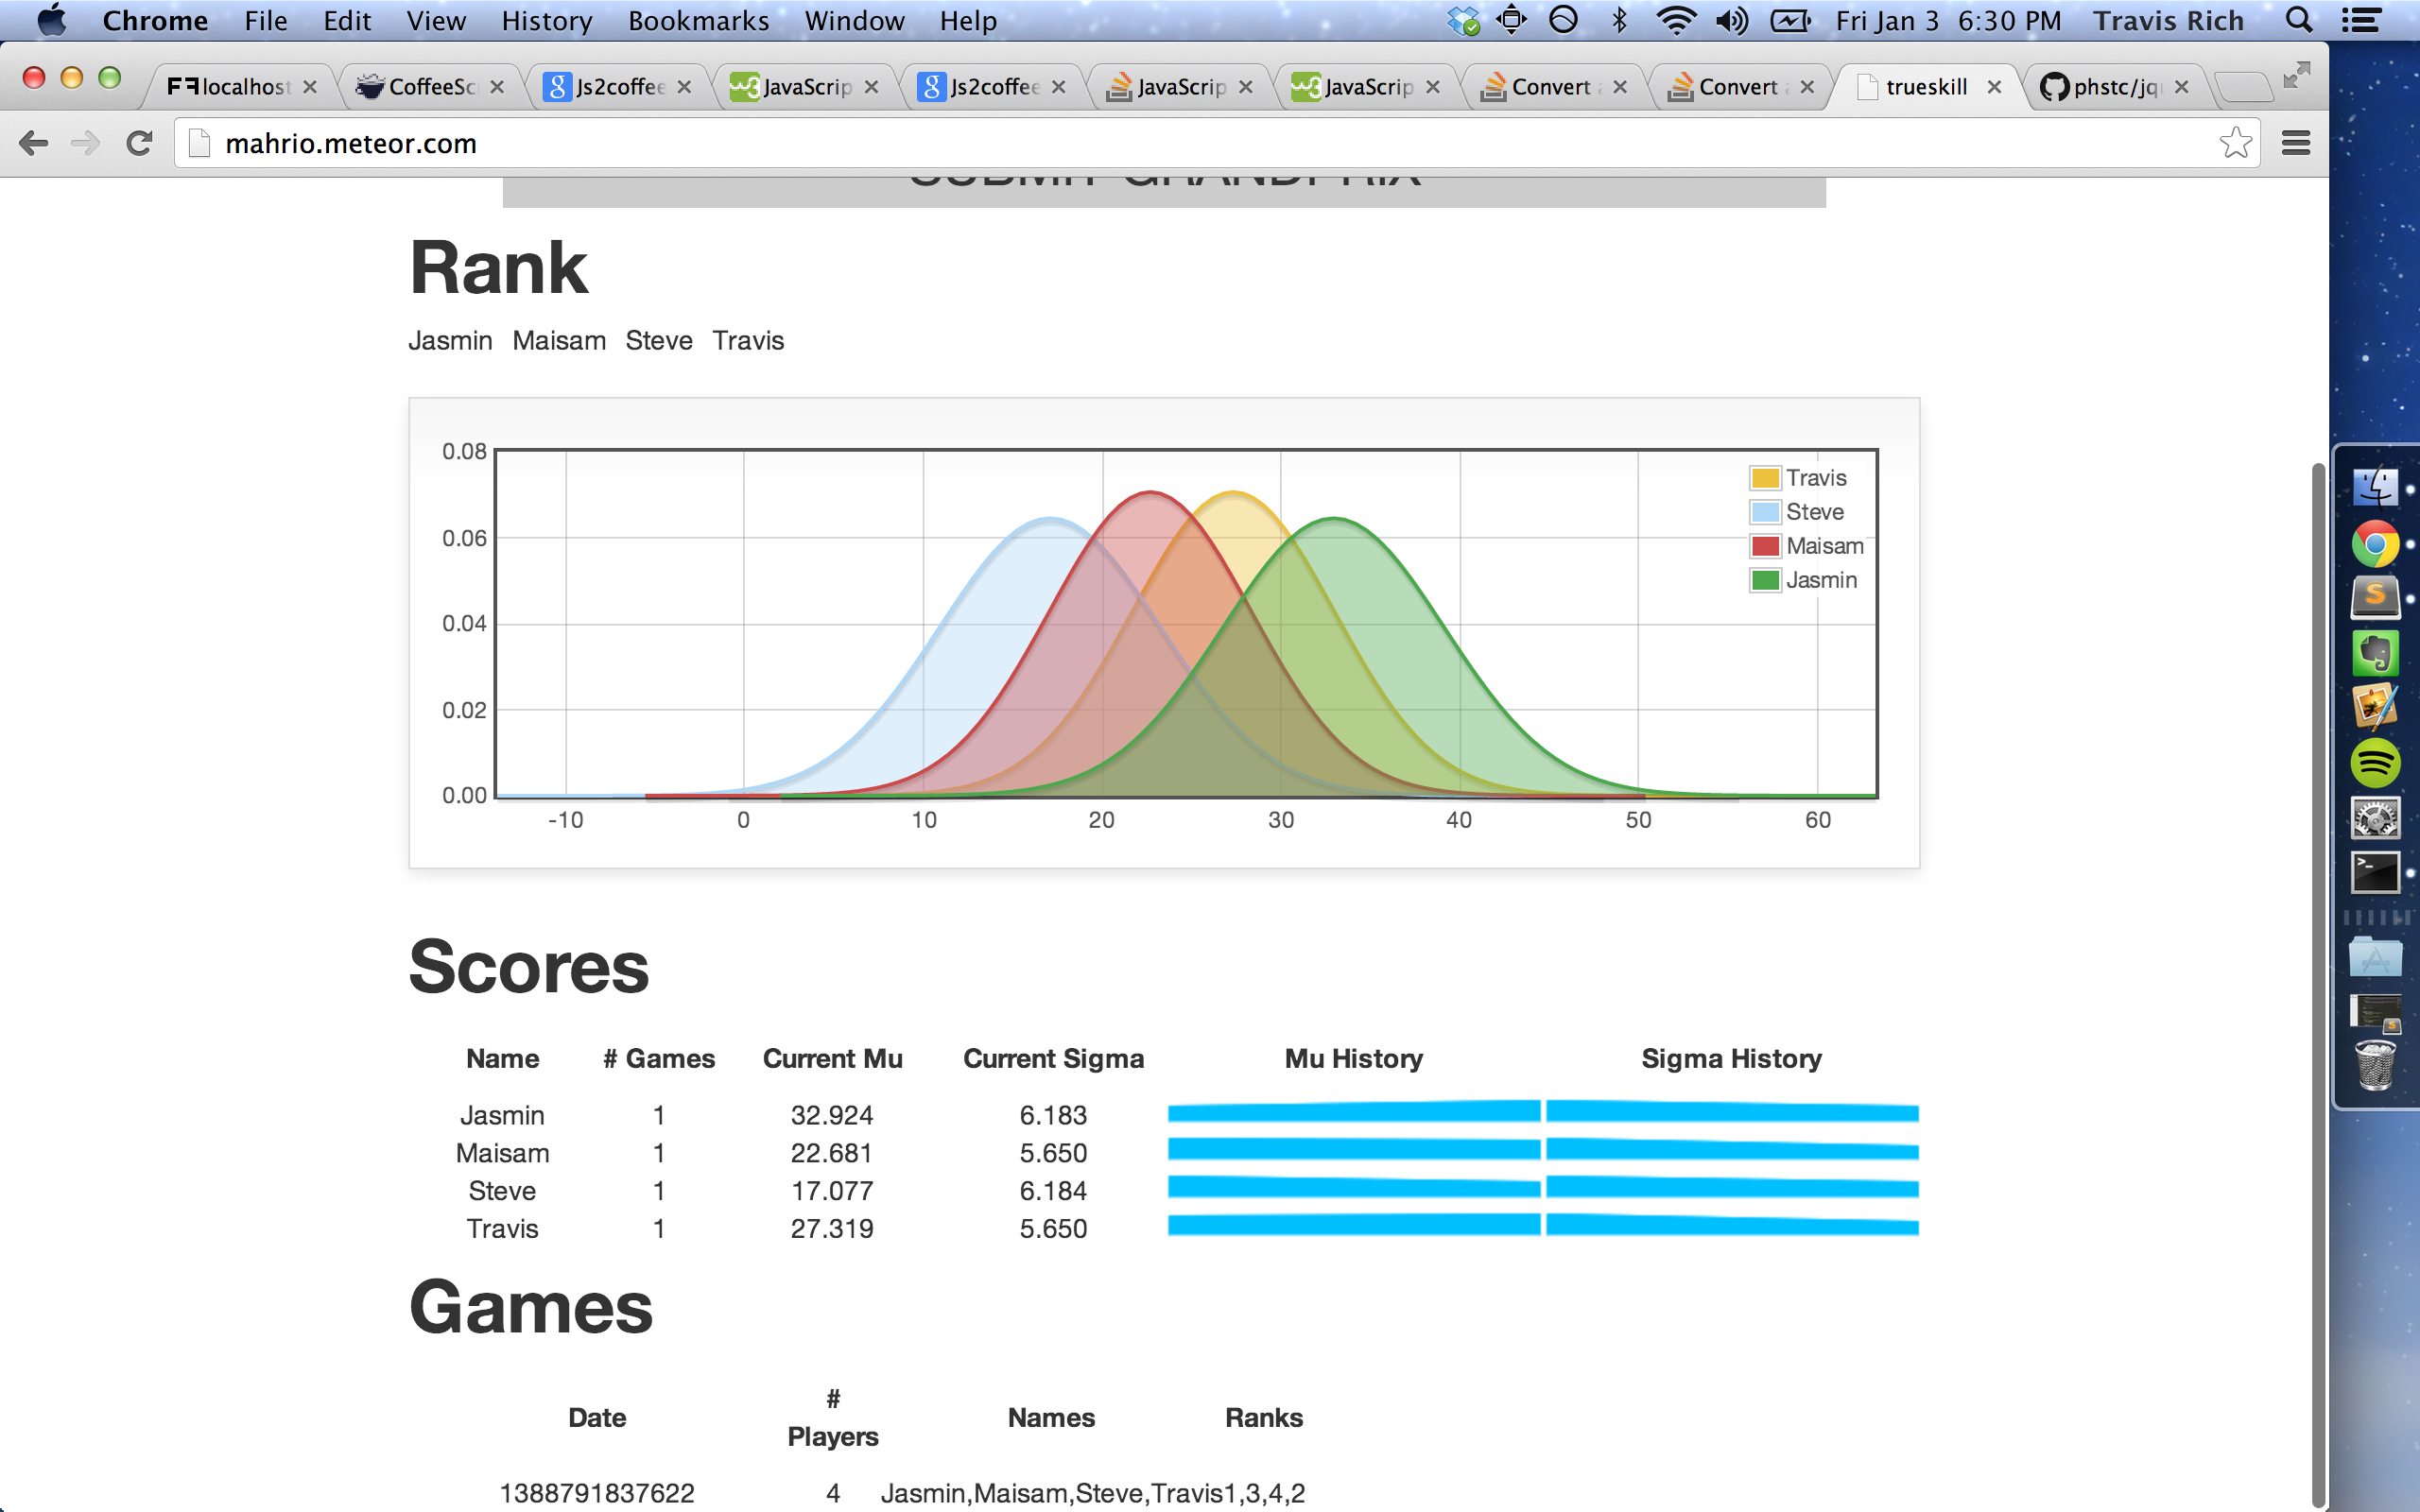 Chrome File Edit View History Bookmarks Window Help Fri Jan 3 6:30 PM Travis Rich
localhost CoffeeSc Js2coffee JavaScrip Js2coffee JavaScrip JavaScrip Convert a Convert a trueskill phstc/jqu
mahrio.meteor.com
SUBMIT GRANDPRIX
Rank
Jasmin Maisam Steve Travis
0.08
0.06
0.04
0.02
0.00
-10 0 10 20 30 40 50 60
Travis
Steve
Maisam
Jasmin
Scores
Name # Games Current Mu Current Sigma Mu History Sigma History
Jasmin 1 32.924 6.183
Maisam 1 22.681 5.650
Steve 1 17.077 6.184
Travis 1 27.319 5.650
Games
Date # Players Names Ranks
1388791837622 4 Jasmin,Maisam,Steve,Travis1,3,4,2